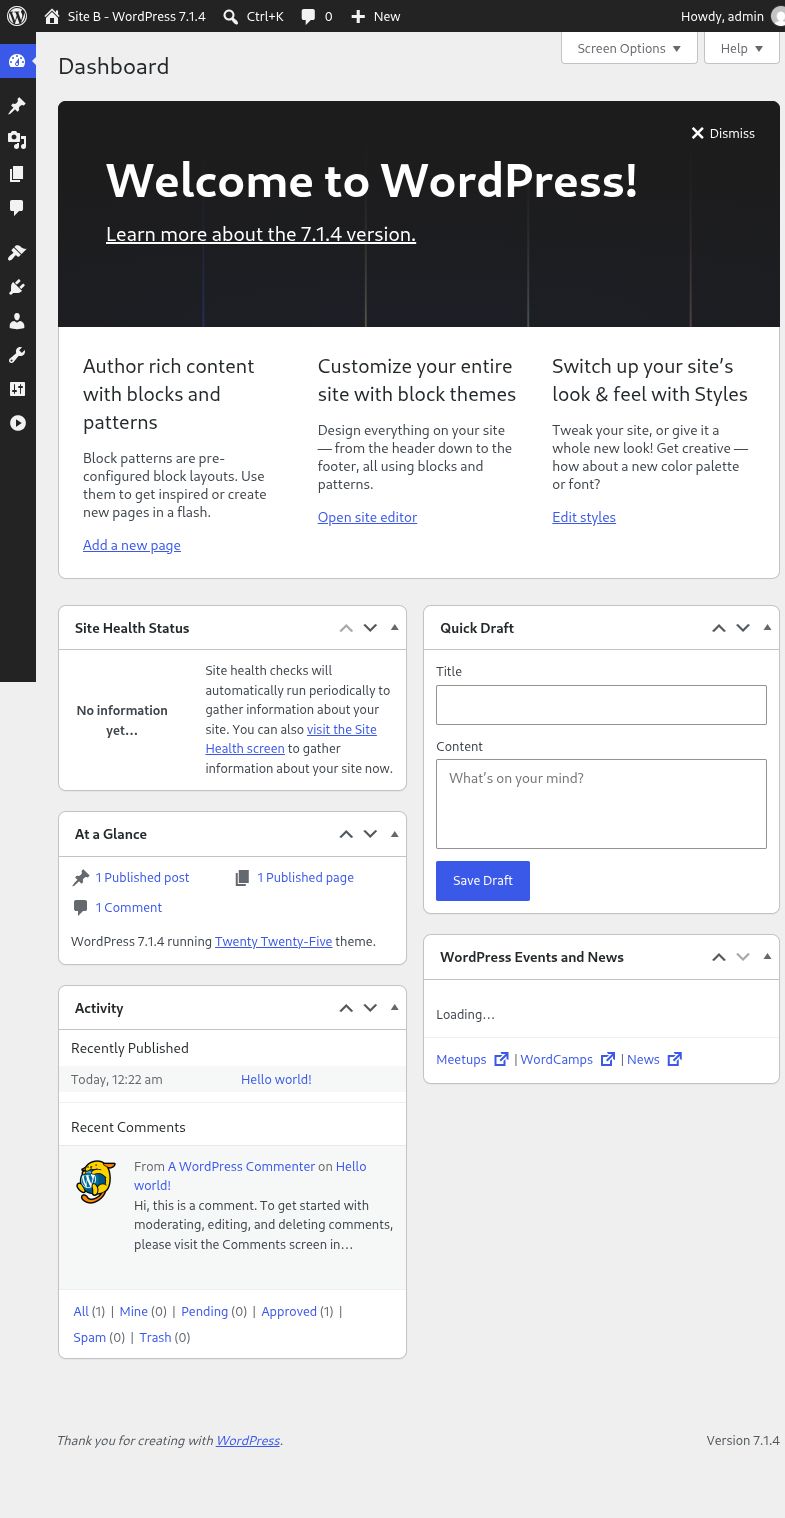 Site B - WordPress 7.1.4 Ctrl+K 0 New Howdy, admin
Screen Options Help
Dashboard
Dismiss
Welcome to WordPress!
Learn more about the 7.1.4 version.
Author rich content
with blocks and
patterns
Block patterns are pre-
configured block layouts. Use
them to get inspired or create
new pages in a flash.
Add a new page
Customize your entire
site with block themes
Design everything on your site
— from the header down to the
footer, all using blocks and
patterns.
Open site editor
Switch up your site’s
look & feel with Styles
Tweak your site, or give it a
whole new look! Get creative —
how about a new color palette
or font?
Edit styles
Site Health Status
No information
yet…
Site health checks will
automatically run periodically to
gather information about your
site. You can also visit the Site
Health screen to gather
information about your site now.
At a Glance
1 Published post 1 Published page
1 Comment
WordPress 7.1.4 running Twenty Twenty-Five theme.
Activity
Recently Published
Today, 12:22 am Hello world!
Recent Comments
From A WordPress Commenter on Hello
world!
Hi, this is a comment. To get started with
moderating, editing, and deleting comments,
please visit the Comments screen in…
All (1) | Mine (0) | Pending (0) | Approved (1) |
Spam (0) | Trash (0)
Quick Draft
Title
Content
What’s on your mind?
Save Draft
WordPress Events and News
Loading…
Meetups | WordCamps | News
Thank you for creating with WordPress.
Version 7.1.4